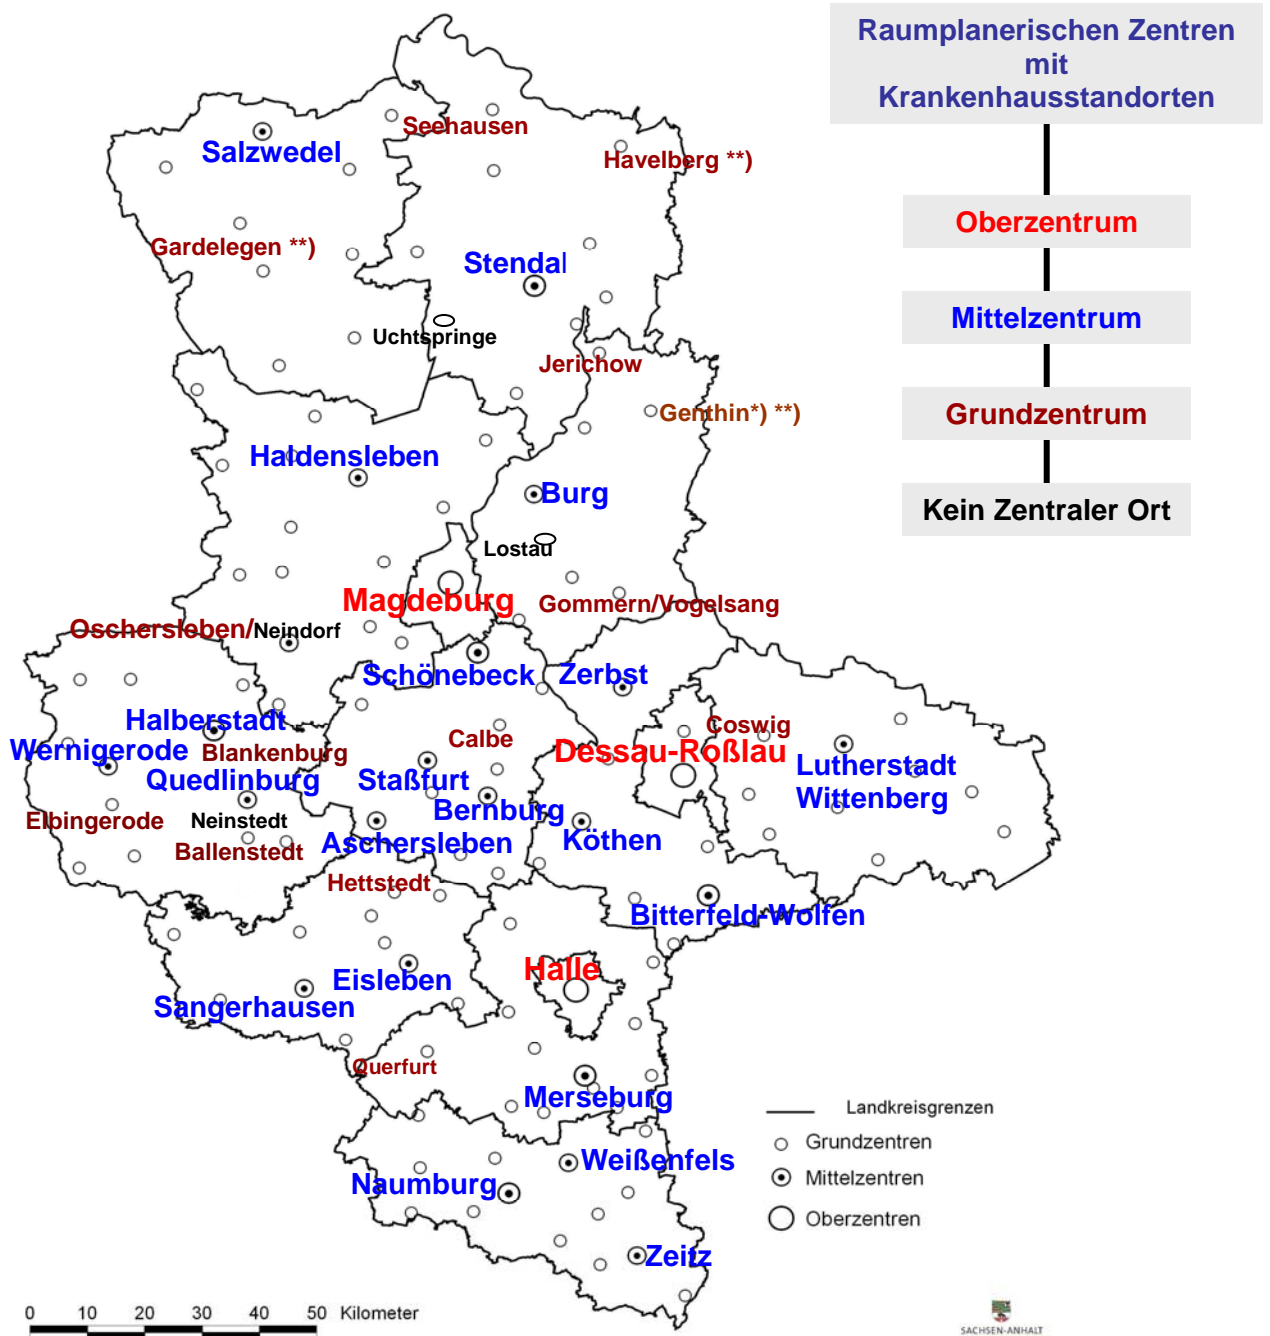 Raumplanerischen Zentren
mit
Krankenhausstandorten
Oberzentrum
Mittelzentrum
Grundzentrum
Kein Zentraler Ort
Seehausen
Salzwedel
Havelberg **)
Gardelegen **)
Stendal
Uchtspringe
Jerichow
Genthin*) **)
Haldensleben
Burg
Lostau
Magdeburg
Gommern/Vogelsang
Oschersleben/Neindorf
Schönebeck
Zerbst
Halberstadt
Coswig
Calbe
Wernigerode
Blankenburg
Dessau-Roßlau
Quedlinburg
Staßfurt
Lutherstadt
Wittenberg
Bernburg
Elbingerode
Neinstedt
Aschersleben
Köthen
Ballenstedt
Hettstedt
Bitterfeld-Wolfen
Halle
Eisleben
Sangerhausen
Querfurt
Merseburg
Weißenfels
Naumburg
Zeitz
Landkreisgrenzen
Grundzentren
Mittelzentren
Oberzentren
0 10 20 30 40 50 Kilometer
SACHSEN-ANHALT